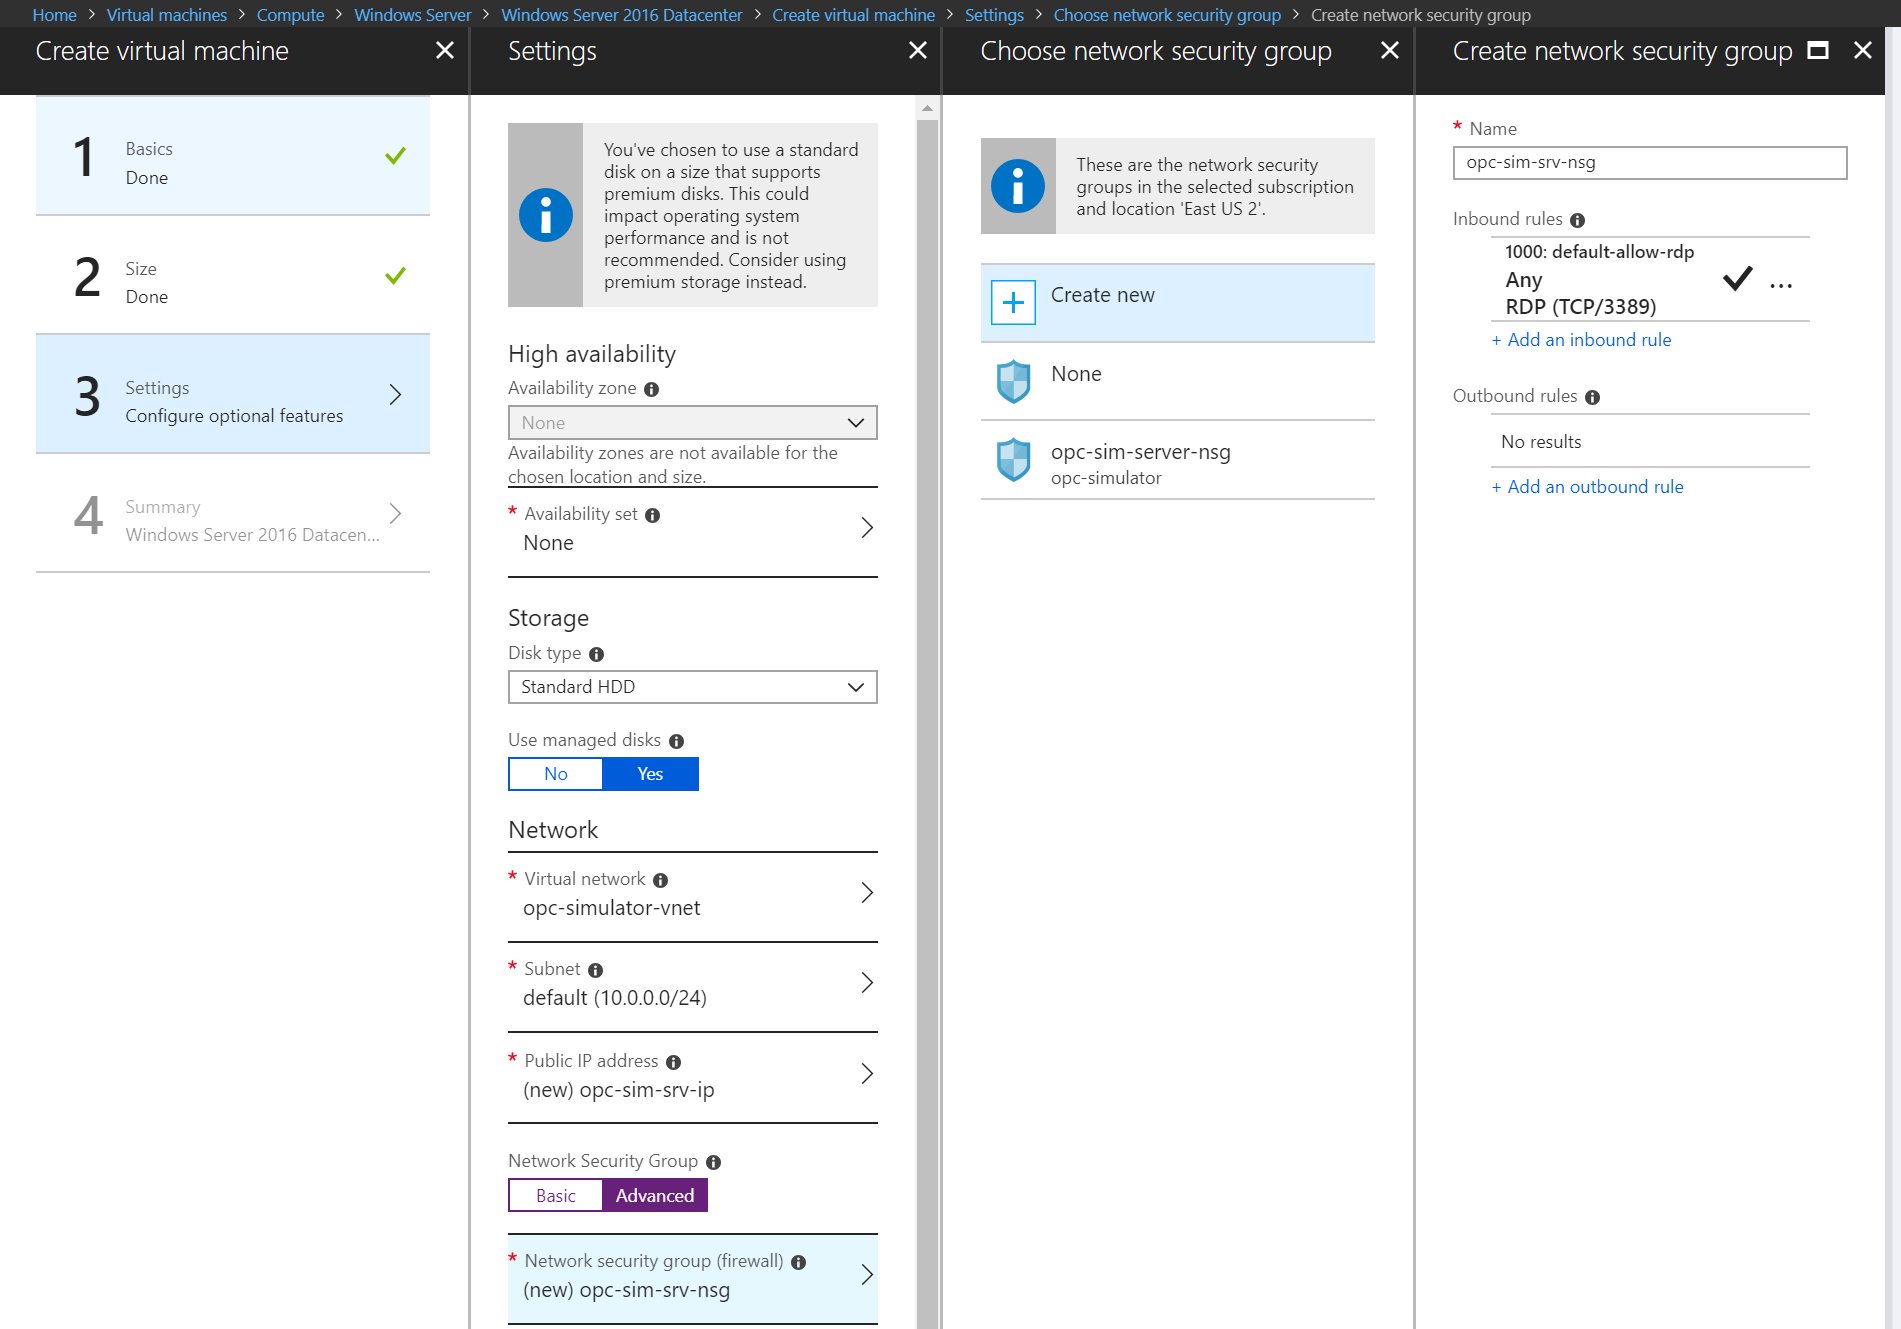 Home > Virtual machines > Compute > Windows Server > Windows Server 2016 Datacenter > Create virtual machine > Settings > Choose network security group > Create network security group
Create virtual machine
1
Basics
Done
2
Size
Done
3
Settings
Configure optional features
4
Summary
Windows Server 2016 Datacen...
Settings
You've chosen to use a standard
disk on a size that supports
premium disks. This could
impact operating system
performance and is not
recommended. Consider using
premium storage instead.
High availability
Availability zone
None
Availability zones are not available for the
chosen location and size.
* Availability set
None
Storage
Disk type
Standard HDD
Use managed disks
No Yes
Network
* Virtual network
opc-simulator-vnet
* Subnet
default (10.0.0.0/24)
* Public IP address
(new) opc-sim-srv-ip
Network Security Group
Basic Advanced
* Network security group (firewall)
(new) opc-sim-srv-nsg
Choose network security group
These are the network security
groups in the selected subscription
and location 'East US 2'.
Create new
None
opc-sim-server-nsg
opc-simulator
Create network security group
* Name
opc-sim-srv-nsg
Inbound rules
1000: default-allow-rdp
Any
RDP (TCP/3389)
...
+ Add an inbound rule
Outbound rules
No results
+ Add an outbound rule